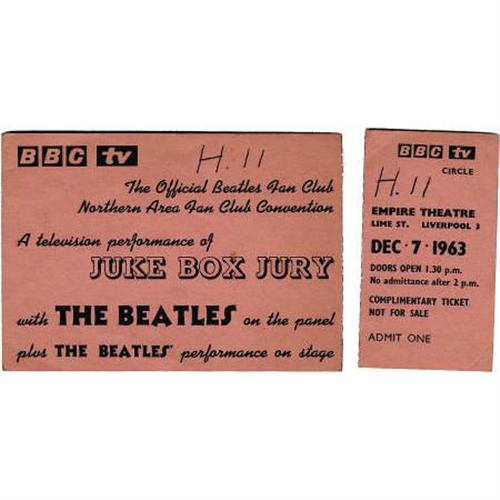 BBC tv
H.11
The Official Beatles Fan Club
Northern Area Fan Club Convention
A television performance of
JUKE BOX JURY
with THE BEATLES on the panel
plus THE BEATLES' performance on stage
BBC tv
CIRCLE
H.11
EMPIRE THEATRE
LIME ST. LIVERPOOL 3
DEC · 7 · 1963
DOORS OPEN 1.30 p.m.
No admittance after 2 p.m.
COMPLIMENTARY TICKET
NOT FOR SALE
ADMIT ONE